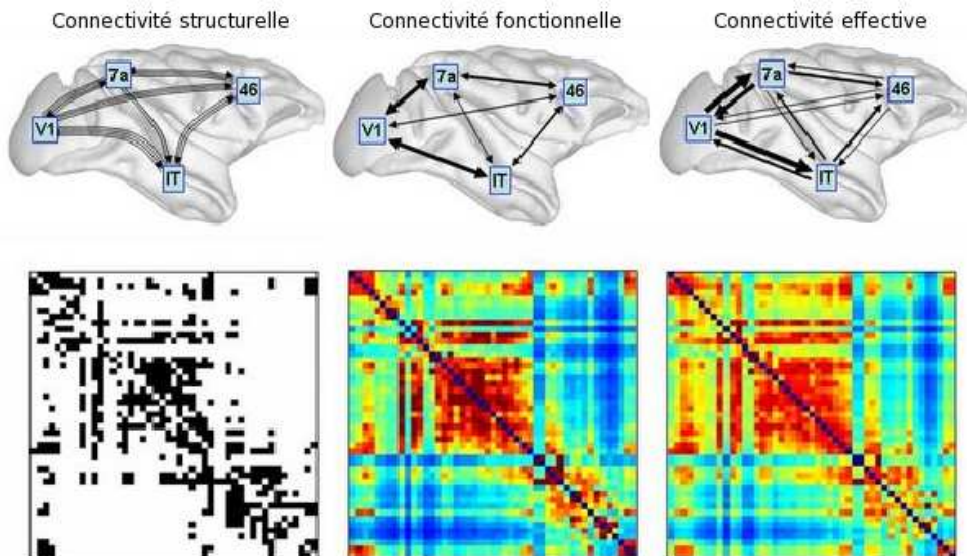 Connectivité structurelle Connectivité fonctionnelle Connectivité effective
7a 46 V1 IT
7a 46 V1 IT
7a 46 V1 IT